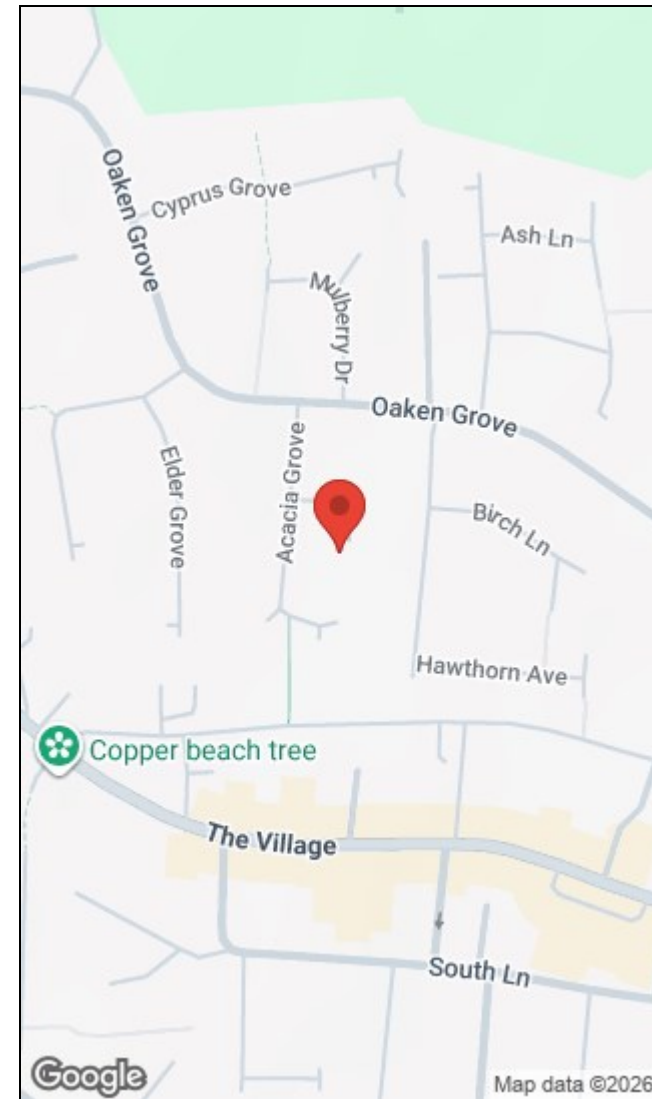 Oaken Grove
Cyprus Grove
Ash Ln
Mulberry Dr
Oaken Grove
Acacia Grove
Elder Grove
Birch Ln
Hawthorn Ave
Copper beach tree
The Village
South Ln
Google
Map data ©2026